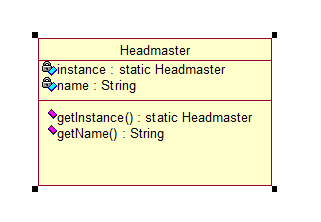 Headmaster
instance : static Headmaster
name : String
getInstance() : static Headmaster
getName() : String